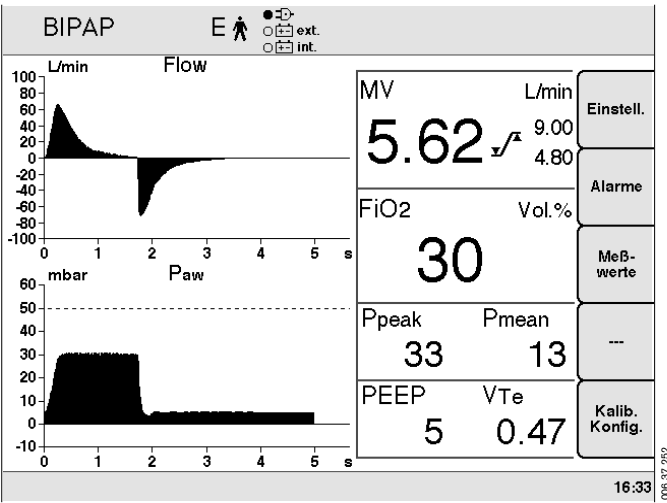 BIPAP
E
ext.
int.
L/min
Flow
100
80
60
40
20
0
-20
-40
-60
-80
-100
0 1 2 3 4 5 s
mbar
Paw
60
50
40
30
20
10
0
-10
0 1 2 3 4 5 s
MV
L/min
5.62
9.00
4.80
FiO2
Vol.%
30
Ppeak
Pmean
33
13
PEEP
VTe
5
0.47
Einstell.
Alarme
Meß-
werte
---
Kalib.
Konfig.
16:33
006 37 252